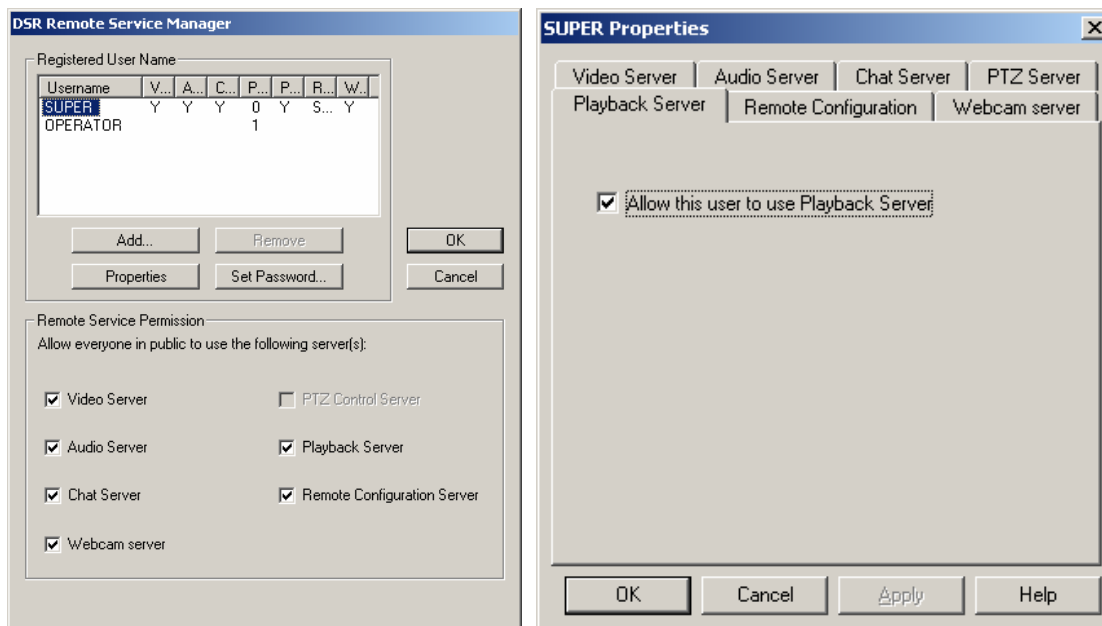 DSR Remote Service Manager
Registered User Name
Username V... A... C... P... P... R... W...
SUPER Y Y Y 0 Y S... Y
OPERATOR 1
Add... Remove OK
Properties Set Password... Cancel
Remote Service Permission
Allow everyone in public to use the following server(s):
Video Server PTZ Control Server
Audio Server Playback Server
Chat Server Remote Configuration Server
Webcam server
SUPER Properties
Video Server Audio Server Chat Server PTZ Server
Playback Server Remote Configuration Webcam server
Allow this user to use Playback Server
OK Cancel Apply Help